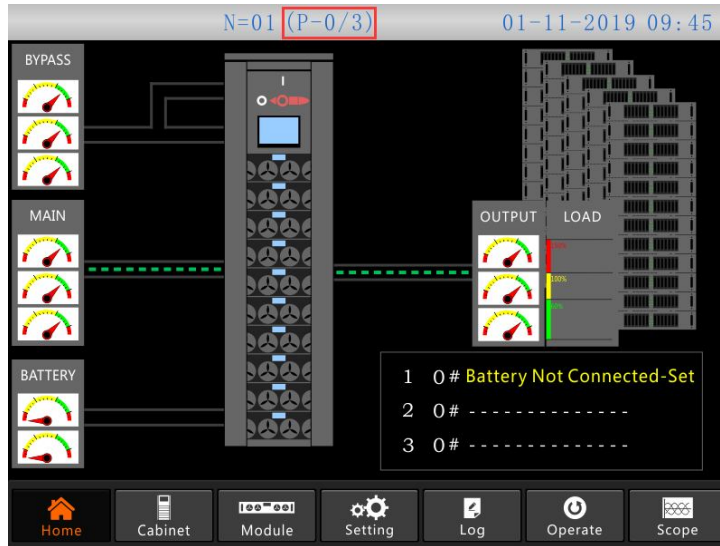 N=01 (P-0/3) 01-11-2019 09:45
BYPASS
MAIN
BATTERY
OUTPUT LOAD
100%
1 0# Battery Not Connected-Set
2 0# - - - - - - - - - - - - - -
3 0# - - - - - - - - - - - - - -
Home Cabinet Module Setting Log Operate Scope